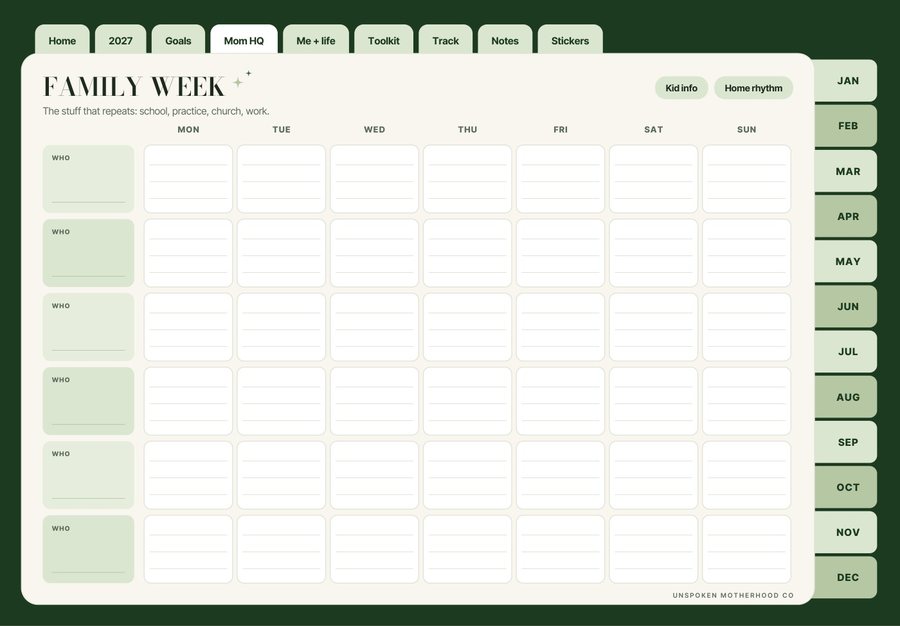 Home 2027 Goals Mom HQ Me + life Toolkit Track Notes Stickers
FAMILY WEEK
Kid info Home rhythm
The stuff that repeats: school, practice, church, work.
MON TUE WED THU FRI SAT SUN
WHO
WHO
WHO
WHO
WHO
WHO
UNSPOKEN MOTHERHOOD CO
JAN
FEB
MAR
APR
MAY
JUN
JUL
AUG
SEP
OCT
NOV
DEC